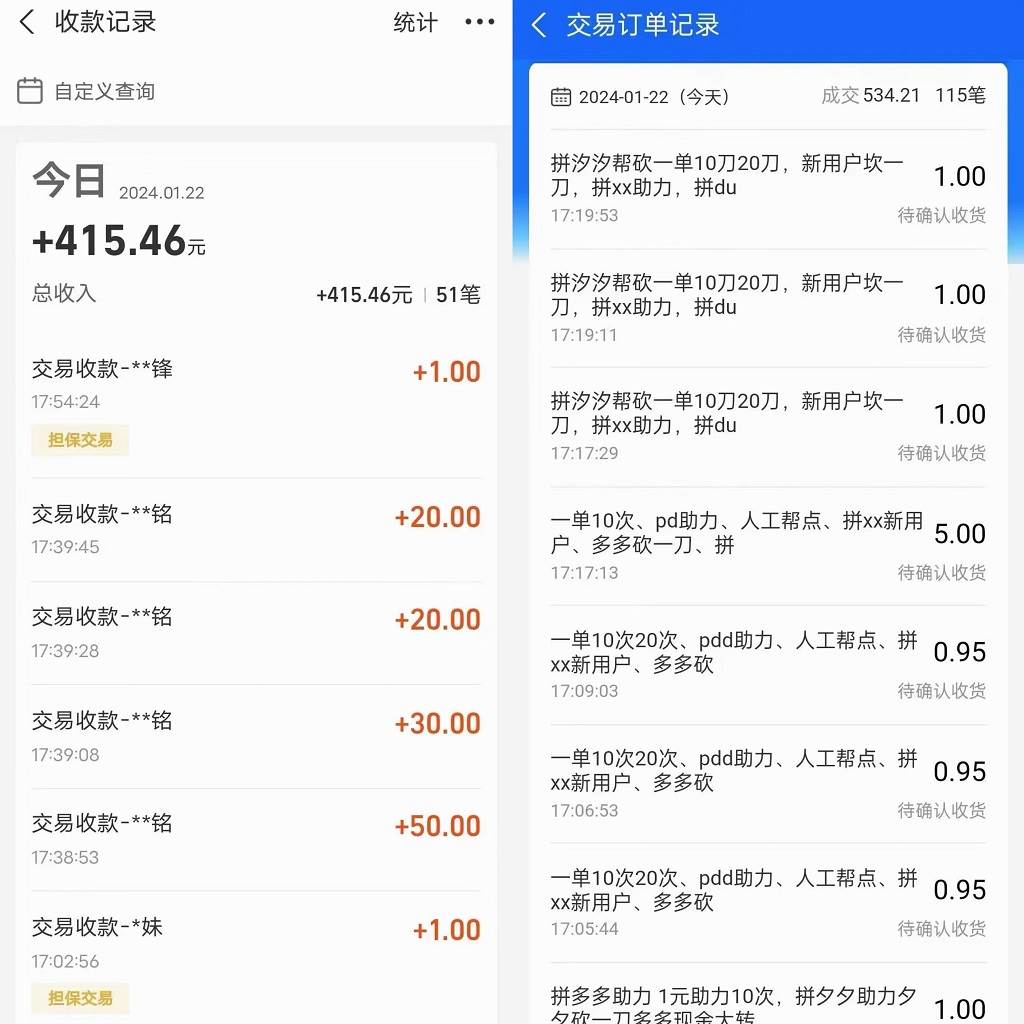 收款记录
统计
自定义查询
今日 2024.01.22
+415.46元
总收入 +415.46元 51笔
交易收款-**锋 +1.00
17:54:24
担保交易
交易收款-**铭 +20.00
17:39:45
交易收款-**铭 +20.00
17:39:28
交易收款-**铭 +30.00
17:39:08
交易收款-**铭 +50.00
17:38:53
交易收款-*妹 +1.00
17:02:56
担保交易
交易订单记录
2024-01-22（今天） 成交 534.21 115笔
拼汐汐帮砍一单10刀20刀，新用户坎一
刀，拼xx助力，拼du
1.00
17:19:53 待确认收货
拼汐汐帮砍一单10刀20刀，新用户坎一
刀，拼xx助力，拼du
1.00
17:19:11 待确认收货
拼汐汐帮砍一单10刀20刀，新用户坎一
刀，拼xx助力，拼du
1.00
17:17:29 待确认收货
一单10次、pd助力、人工帮点、拼xx新用
户、多多砍一刀、拼
5.00
17:17:13 待确认收货
一单10次20次、pdd助力、人工帮点、拼
xx新用户、多多砍
0.95
17:09:03 待确认收货
一单10次20次、pdd助力、人工帮点、拼
xx新用户、多多砍
0.95
17:06:53 待确认收货
一单10次20次、pdd助力、人工帮点、拼
xx新用户、多多砍
0.95
17:05:44 待确认收货
拼多多助力 1元助力10次，拼夕夕助力夕
夕砍一刀多多现金大转
1.00